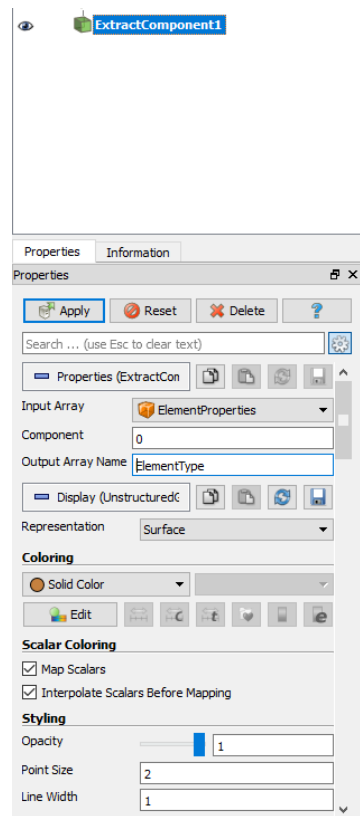 ExtractComponent1
Properties Information
Properties
Apply Reset Delete ?
Search ... (use Esc to clear text)
Properties (ExtractCon
Input Array ElementProperties
Component 0
Output Array Name ElementType
Display (UnstructuredG
Representation Surface
Coloring
Solid Color
Edit
Scalar Coloring
Map Scalars
Interpolate Scalars Before Mapping
Styling
Opacity 1
Point Size 2
Line Width 1